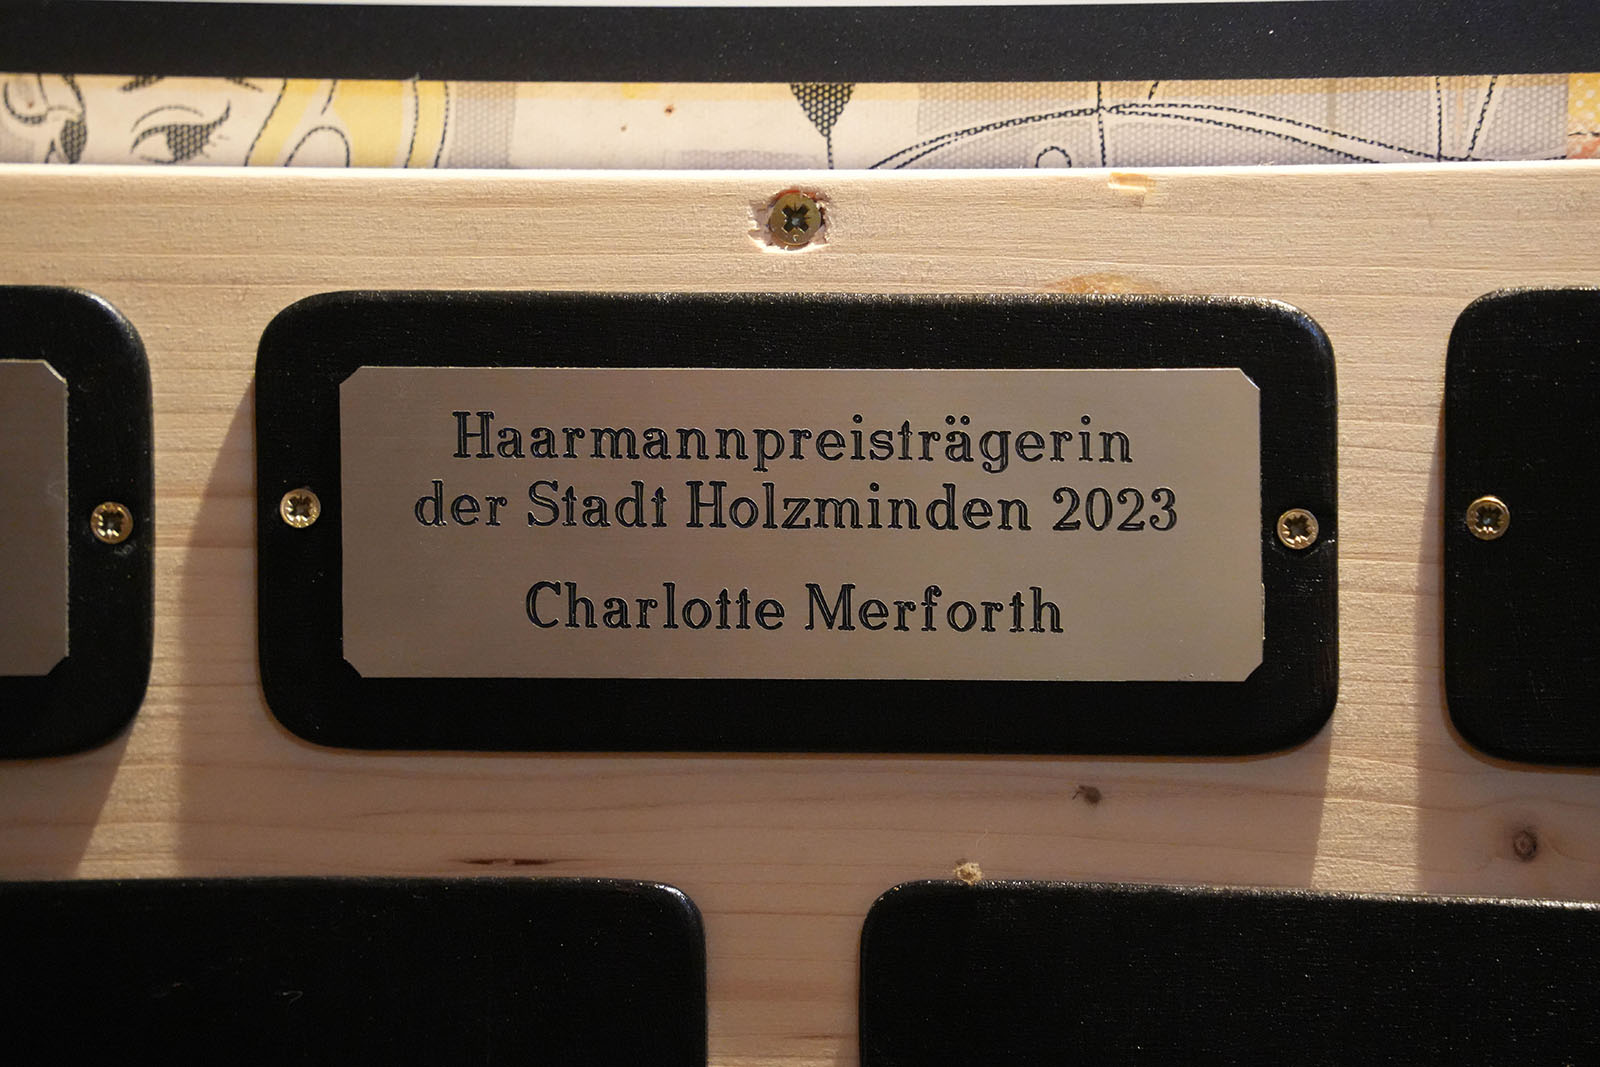 Haarmannpreisträgerin
der Stadt Holzminden 2023
Charlotte Merforth